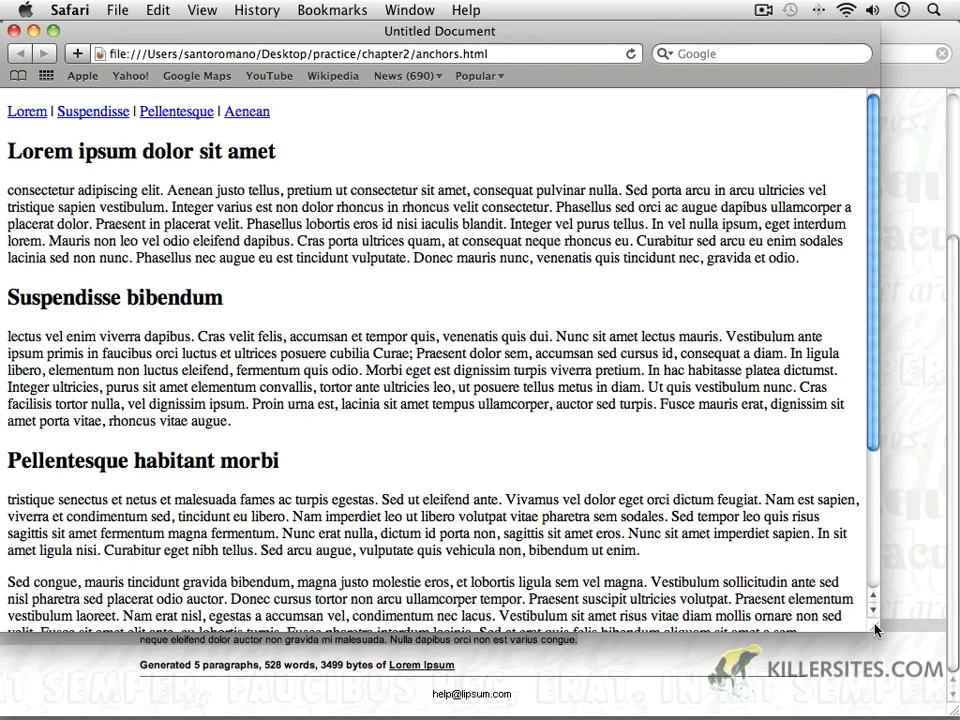 Safari File Edit View History Bookmarks Window Help
Untitled Document
file:///Users/santoromano/Desktop/practice/chapter2/anchors.html
Google
Apple Yahoo! Google Maps YouTube Wikipedia News (690) Popular
Lorem | Suspendisse | Pellentesque | Aenean
Lorem ipsum dolor sit amet
consectetur adipiscing elit. Aenean justo tellus, pretium ut consectetur sit amet, consequat pulvinar nulla. Sed porta arcu in arcu ultricies vel
tristique sapien vestibulum. Integer varius est non dolor rhoncus in rhoncus velit consectetur. Phasellus sed orci ac augue dapibus ullamcorper a
placerat dolor. Praesent in placerat velit. Phasellus lobortis eros id nisi iaculis blandit. Integer vel purus tellus. In vel nulla ipsum, eget interdum
lorem. Mauris non leo vel odio eleifend dapibus. Cras porta ultrices quam, at consequat neque rhoncus eu. Curabitur sed arcu eu enim sodales
lacinia sed non nunc. Phasellus nec augue eu est tincidunt vulputate. Donec mauris nunc, venenatis quis tincidunt nec, gravida et odio.
Suspendisse bibendum
lectus vel enim viverra dapibus. Cras velit felis, accumsan et tempor quis, venenatis quis dui. Nunc sit amet lectus mauris. Vestibulum ante
ipsum primis in faucibus orci luctus et ultrices posuere cubilia Curae; Praesent dolor sem, accumsan sed cursus id, consequat a diam. In ligula
libero, elementum non luctus eleifend, fermentum quis odio. Morbi eget est dignissim turpis viverra pretium. In hac habitasse platea dictumst.
Integer ultricies, purus sit amet elementum convallis, tortor ante ultricies leo, ut posuere tellus metus in diam. Ut quis vestibulum nunc. Cras
facilisis tortor nulla, vel dignissim ipsum. Proin urna est, lacinia sit amet tempus ullamcorper, auctor sed turpis. Fusce mauris erat, dignissim sit
amet porta vitae, rhoncus vitae augue.
Pellentesque habitant morbi
tristique senectus et netus et malesuada fames ac turpis egestas. Sed ut eleifend ante. Vivamus vel dolor eget orci dictum feugiat. Nam est sapien,
viverra et condimentum sed, tincidunt eu libero. Nam imperdiet leo ut libero volutpat vitae pharetra sem sodales. Sed tempor leo quis risus
sagittis sit amet fermentum magna fermentum. Nunc erat nulla, dictum id porta non, sagittis sit amet eros. Nunc sit amet imperdiet sapien. In sit
amet ligula nisi. Curabitur eget nibh tellus. Sed arcu augue, vulputate quis vehicula non, bibendum ut enim.
Sed congue, mauris tincidunt gravida bibendum, magna justo molestie eros, et lobortis ligula sem vel magna. Vestibulum sollicitudin ante sed
nisl pharetra sed placerat odio auctor. Donec cursus tortor non arcu ullamcorper tempor. Praesent suscipit ultricies volutpat. Praesent elementum
vestibulum laoreet. Nam erat nisl, egestas a accumsan vel, condimentum nec turpis. Vestibulum sit amet risus vitae diam mollis ornare non sed
neque eleifend dolor auctor non gravida mi malesuada. Nulla dapibus orci non est varius congue.
Generated 5 paragraphs, 528 words, 3499 bytes of Lorem Ipsum
help@lipsum.com
KILLERSITES.COM